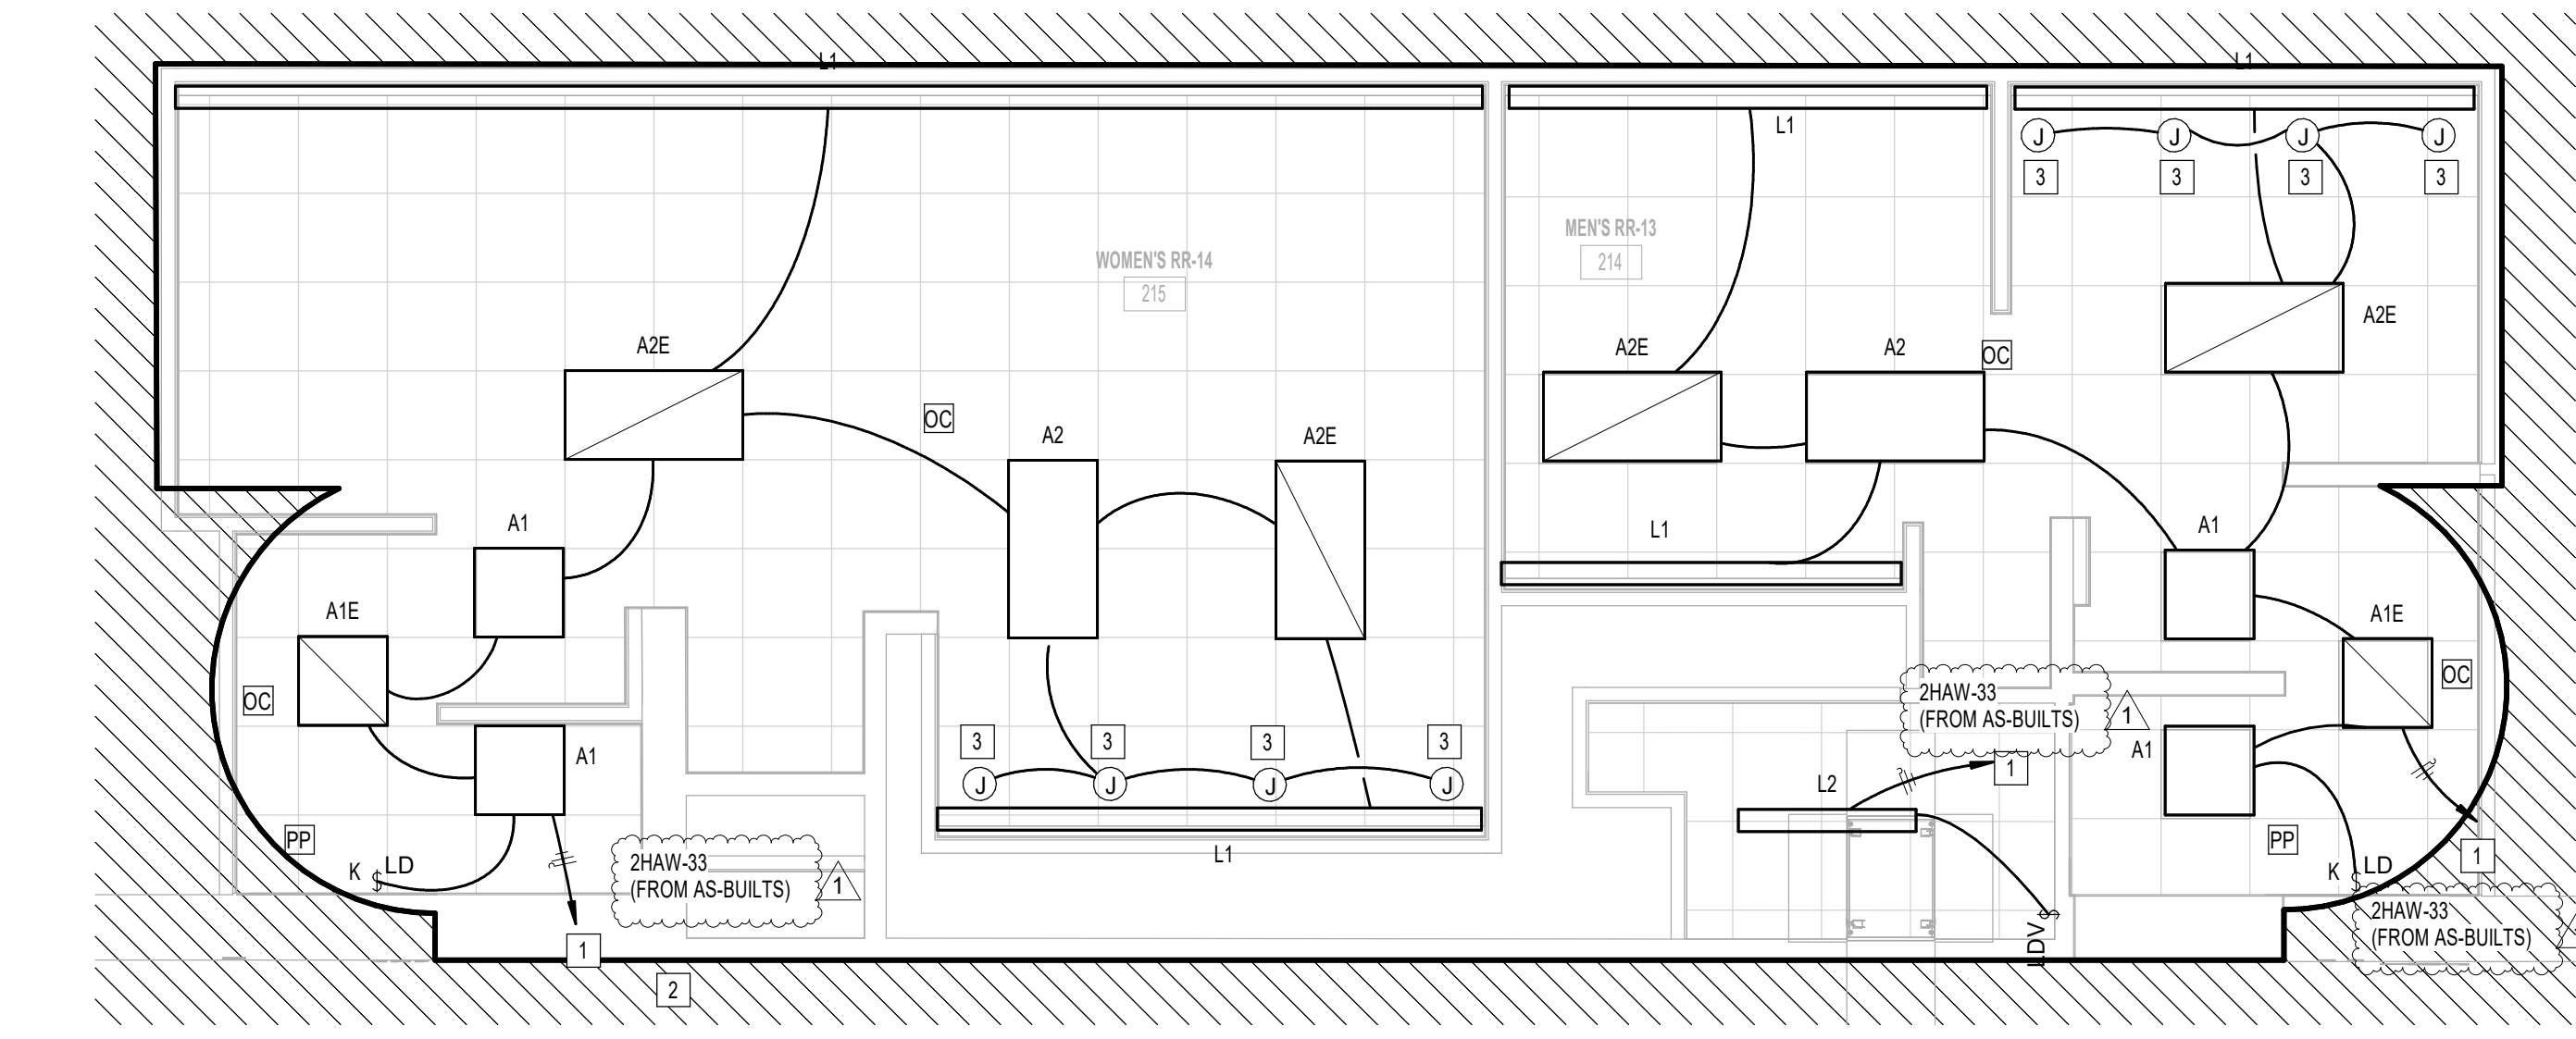 L1
L1
J
J
J
J
L1
3
3
3
3
MEN'S RR-13
214
WOMEN'S RR-14
215
A2E
A2E
A2E
A2
OC
OC
A2
A2E
A1
L1
A1
A1E
A1E
OC
OC
2HAW-33
(FROM AS-BUILTS)
1
3
3
3
3
A1
A1
1
J
J
J
J
L2
PP
PP
L1
1
2HAW-33
(FROM AS-BUILTS)
1
K
$
LD
K
$
LD
2HAW-33
(FROM AS-BUILTS)
$
LDV
1
2